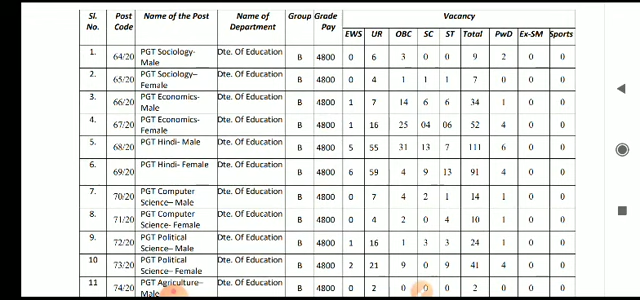 Sl. No. Post Code Name of the Post Name of Department Group Grade Pay Vacancy
EWS UR OBC SC ST Total PwD Ex-SM Sports
1. 64/20 PGT Sociology- Male Dte. Of Education B 4800 0 6 3 0 0 9 2 0 0
2. 65/20 PGT Sociology– Female Dte. Of Education B 4800 0 4 1 1 1 7 0 0 0
3. 66/20 PGT Economics- Male Dte. Of Education B 4800 1 7 14 6 6 34 1 0 0
4. 67/20 PGT Economics- Female Dte. Of Education B 4800 1 16 25 04 06 52 4 0 0
5. 68/20 PGT Hindi- Male Dte. Of Education B 4800 5 55 31 13 7 111 6 0 0
6. 69/20 PGT Hindi- Female Dte. Of Education B 4800 6 59 4 9 13 91 4 0 0
7. 70/20 PGT Computer Science– Male Dte. Of Education B 4800 0 7 4 2 1 14 1 0 0
8. 71/20 PGT Computer Science- Female Dte. Of Education B 4800 0 4 2 0 4 10 1 0 0
9. 72/20 PGT Political Science– Male Dte. Of Education B 4800 1 16 1 3 3 24 1 0 0
10 73/20 PGT Political Science– Female Dte. Of Education B 4800 2 21 9 0 9 41 4 0 0
11 74/20 PGT Agriculture– Male Dte. Of Education B 4800 0 2 0 0 0 2 0 0 0